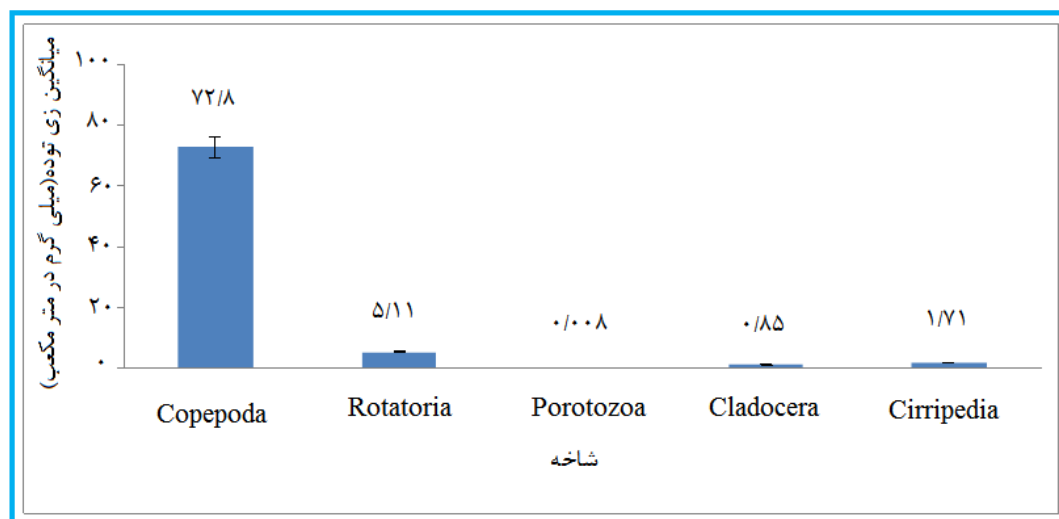 میانگین زی توده(میلی گرم در متر مکعب)
۱۰۰
۸۰
۶۰
۴۰
۲۰
۰
۷۲/۸
۵/۱۱
۰/۰۰۸
۰/۸۵
۱/۷۱
Copepoda
Rotatoria
Porotozoa
Cladocera
Cirripedia
شاخه